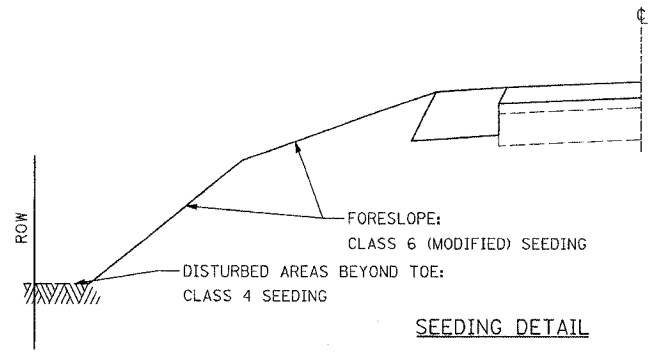 ℄
ROW
FORESLOPE:
CLASS 6 (MODIFIED) SEEDING
DISTURBED AREAS BEYOND TOE:
CLASS 4 SEEDING
SEEDING DETAIL